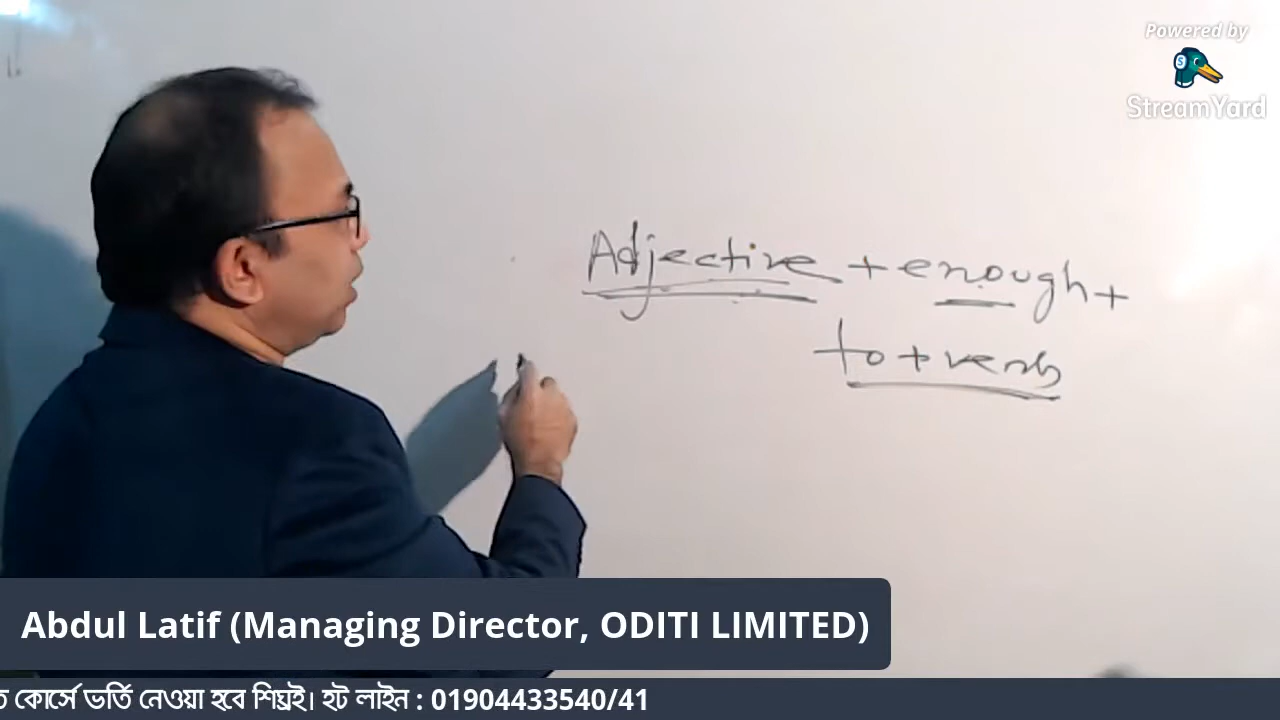 Powered by
StreamYard
Adjective + enough +
to + verb
Abdul Latif (Managing Director, ODITI LIMITED)
কোর্সে ভর্তি নেওয়া হবে শিঘ্রই। হট লাইন : 01904433540/41